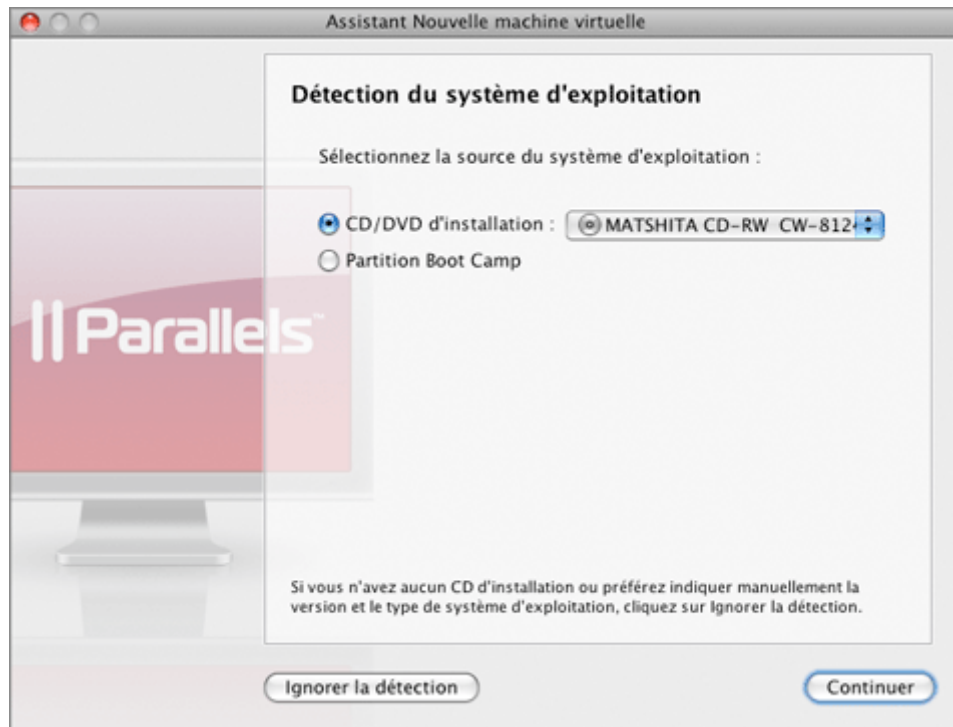 Assistant Nouvelle machine virtuelle
Détection du système d'exploitation
Sélectionnez la source du système d'exploitation :
CD/DVD d'installation : MATSHITA CD-RW CW-812
Partition Boot Camp
Parallels™
Si vous n'avez aucun CD d'installation ou préférez indiquer manuellement la
version et le type de système d'exploitation, cliquez sur Ignorer la détection.
Ignorer la détection
Continuer